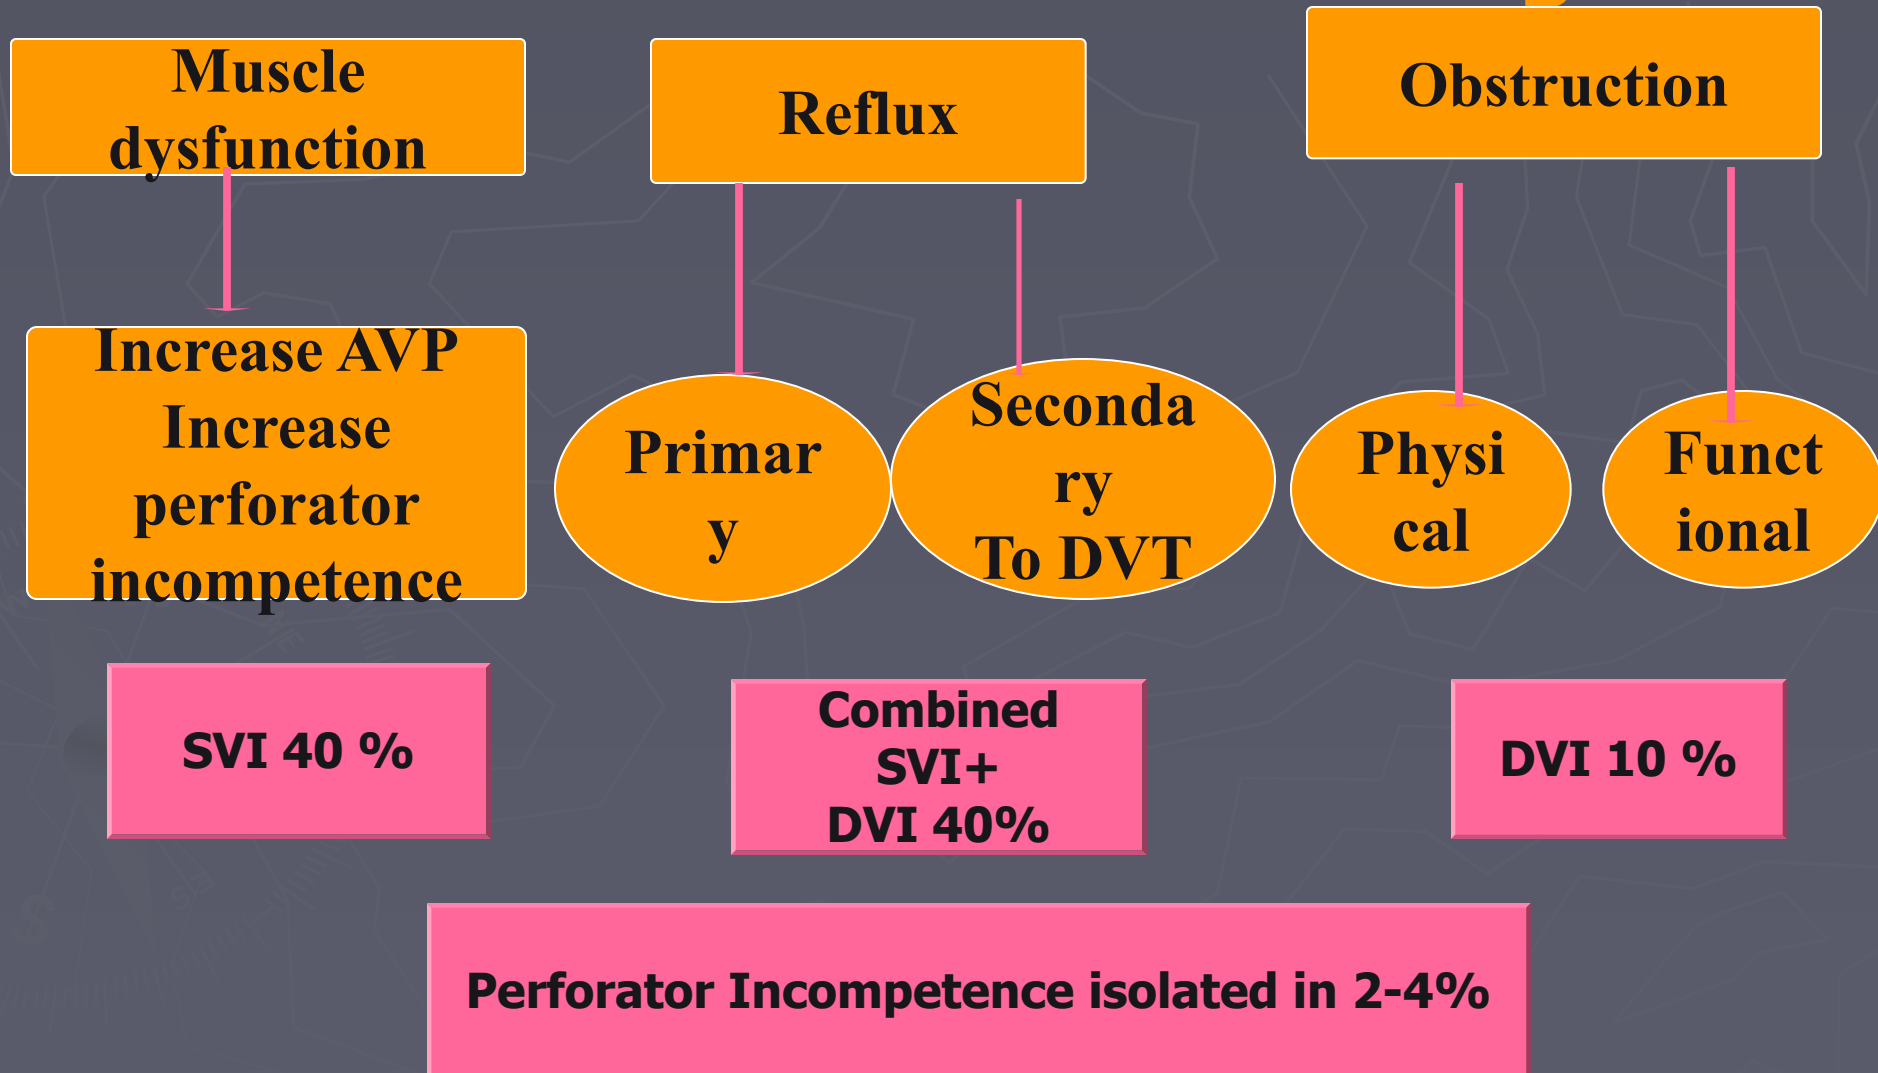 Muscle
dysfunction
Reflux
Obstruction
Increase AVP
Increase
perforator
incompetence
Primar
y
Seconda
ry
To DVT
Physi
cal
Funct
ional
SVI 40 %
Combined
SVI+
DVI 40%
DVI 10 %
Perforator Incompetence isolated in 2-4%